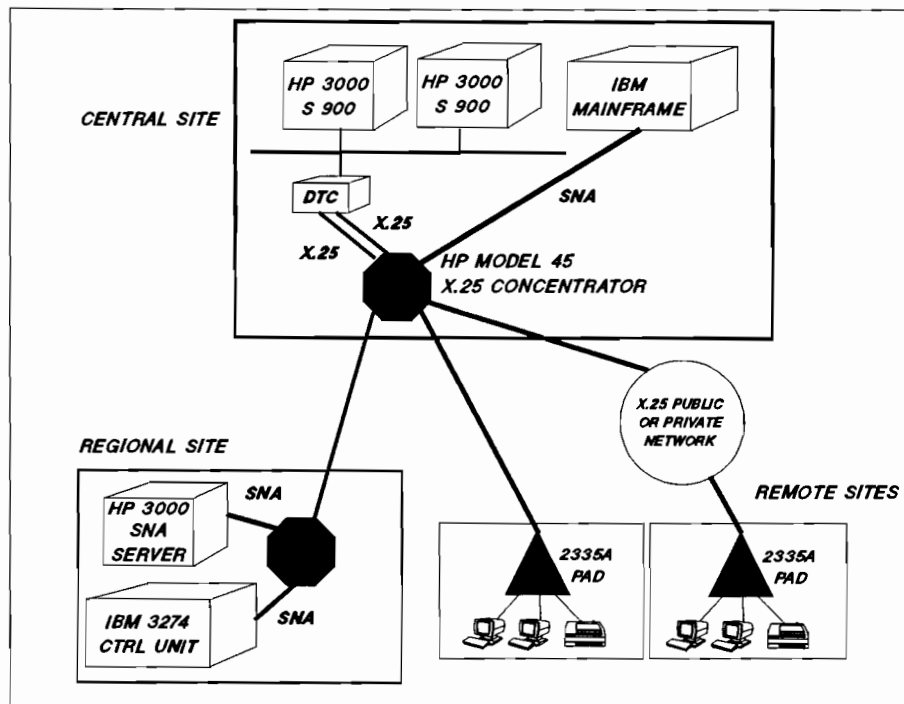 HP 3000
S 900
HP 3000
S 900
IBM
MAINFRAME
CENTRAL SITE
DTC
SNA
X.25
X.25
HP MODEL 45
X.25 CONCENTRATOR
X.25 PUBLIC
OR PRIVATE
NETWORK
REGIONAL SITE
SNA
HP 3000
SNA
SERVER
REMOTE SITES
2335A
PAD
2335A
PAD
SNA
IBM 3274
CTRL UNIT